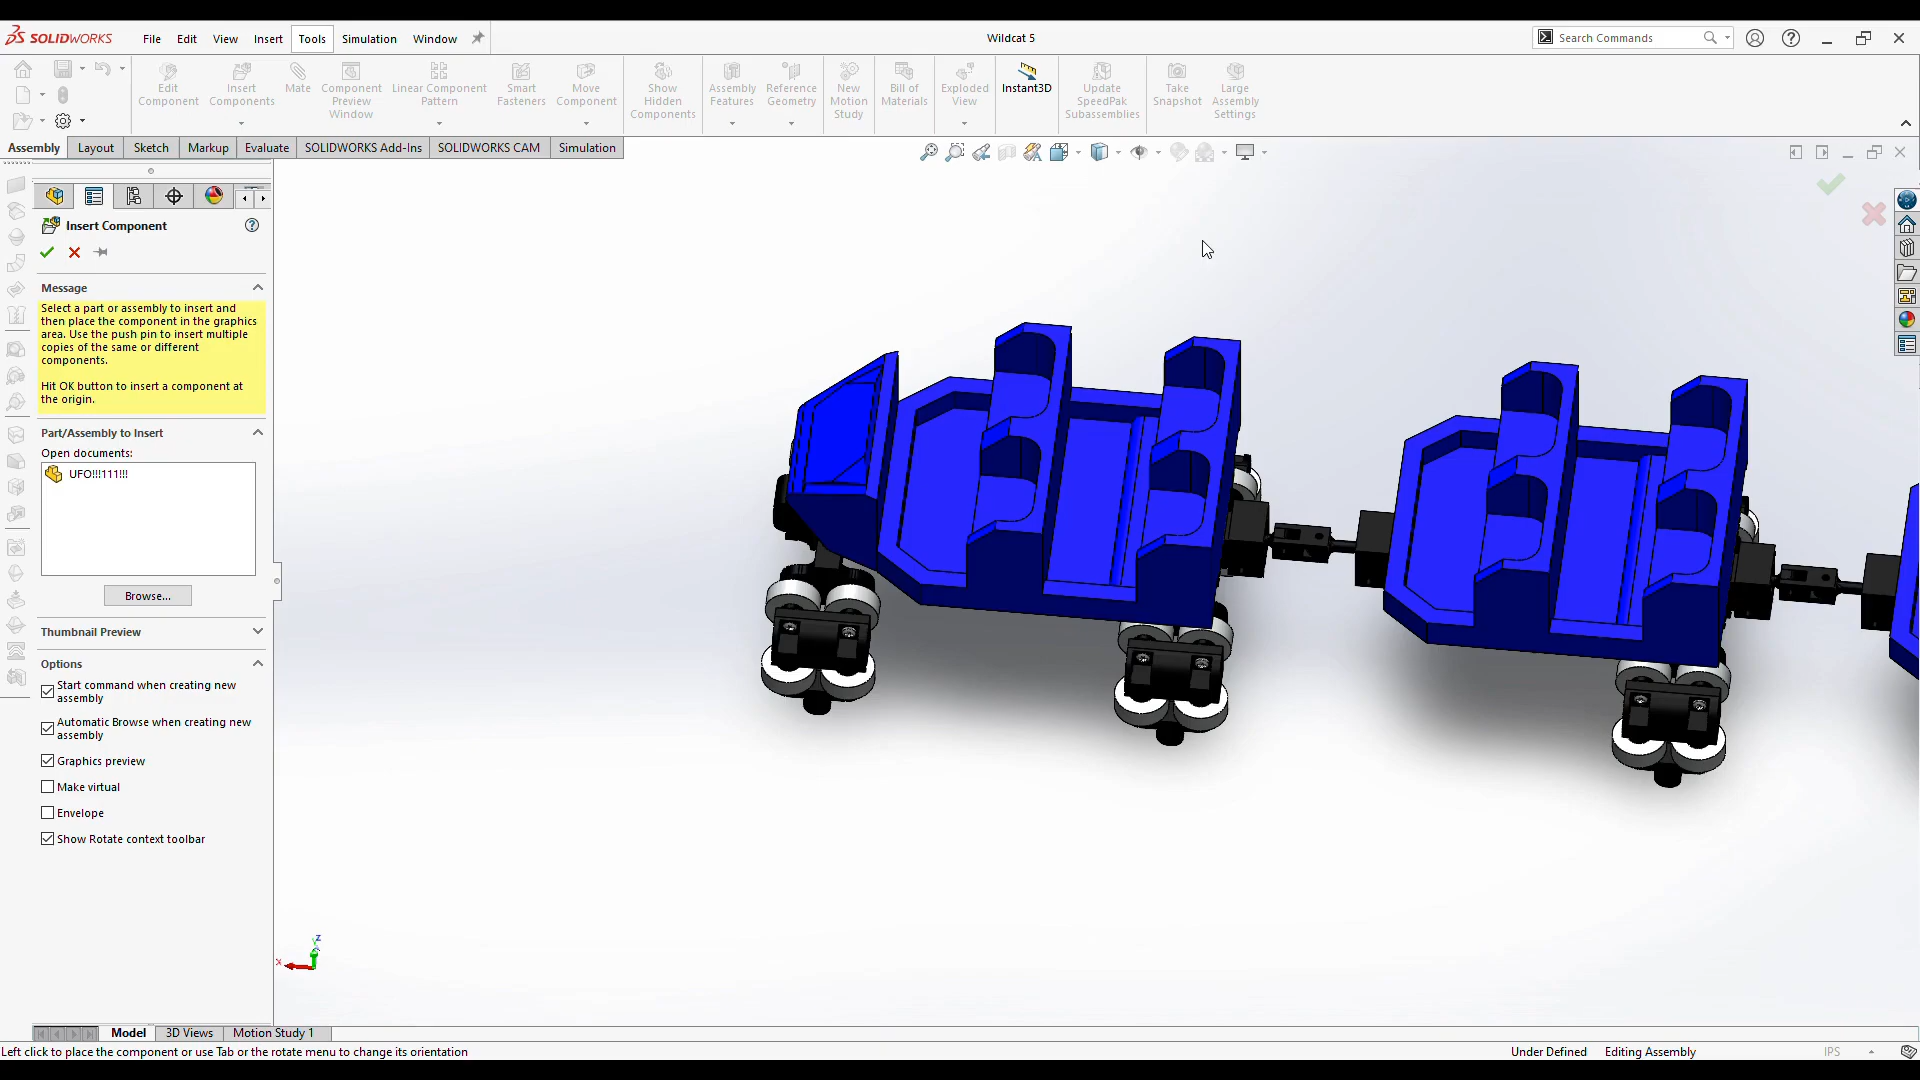 SOLIDWORKS
File Edit View Insert Tools Simulation Window
Wildcat 5
Search Commands
Edit Component
Insert Components
Mate
Component Preview Window
Linear Component Pattern
Smart Fasteners
Move Component
Show Hidden Components
Assembly Features
Reference Geometry
New Motion Study
Bill of Materials
Exploded View
Instant3D
Update SpeedPak Subassemblies
Take Snapshot
Large Assembly Settings
Assembly Layout Sketch Markup Evaluate SOLIDWORKS Add-Ins SOLIDWORKS CAM Simulation
Insert Component
Message
Select a part or assembly to insert and
then place the component in the graphics
area. Use the push pin to insert multiple
copies of the same or different
components.
Hit OK button to insert a component at
the origin.
Part/Assembly to Insert
Open documents:
UFO!!!111!!!
Browse...
Thumbnail Preview
Options
Start command when creating new
assembly
Automatic Browse when creating new
assembly
Graphics preview
Make virtual
Envelope
Show Rotate context toolbar
x
z
Model 3D Views Motion Study 1
Left click to place the component or use Tab or the rotate menu to change its orientation
Under Defined Editing Assembly IPS